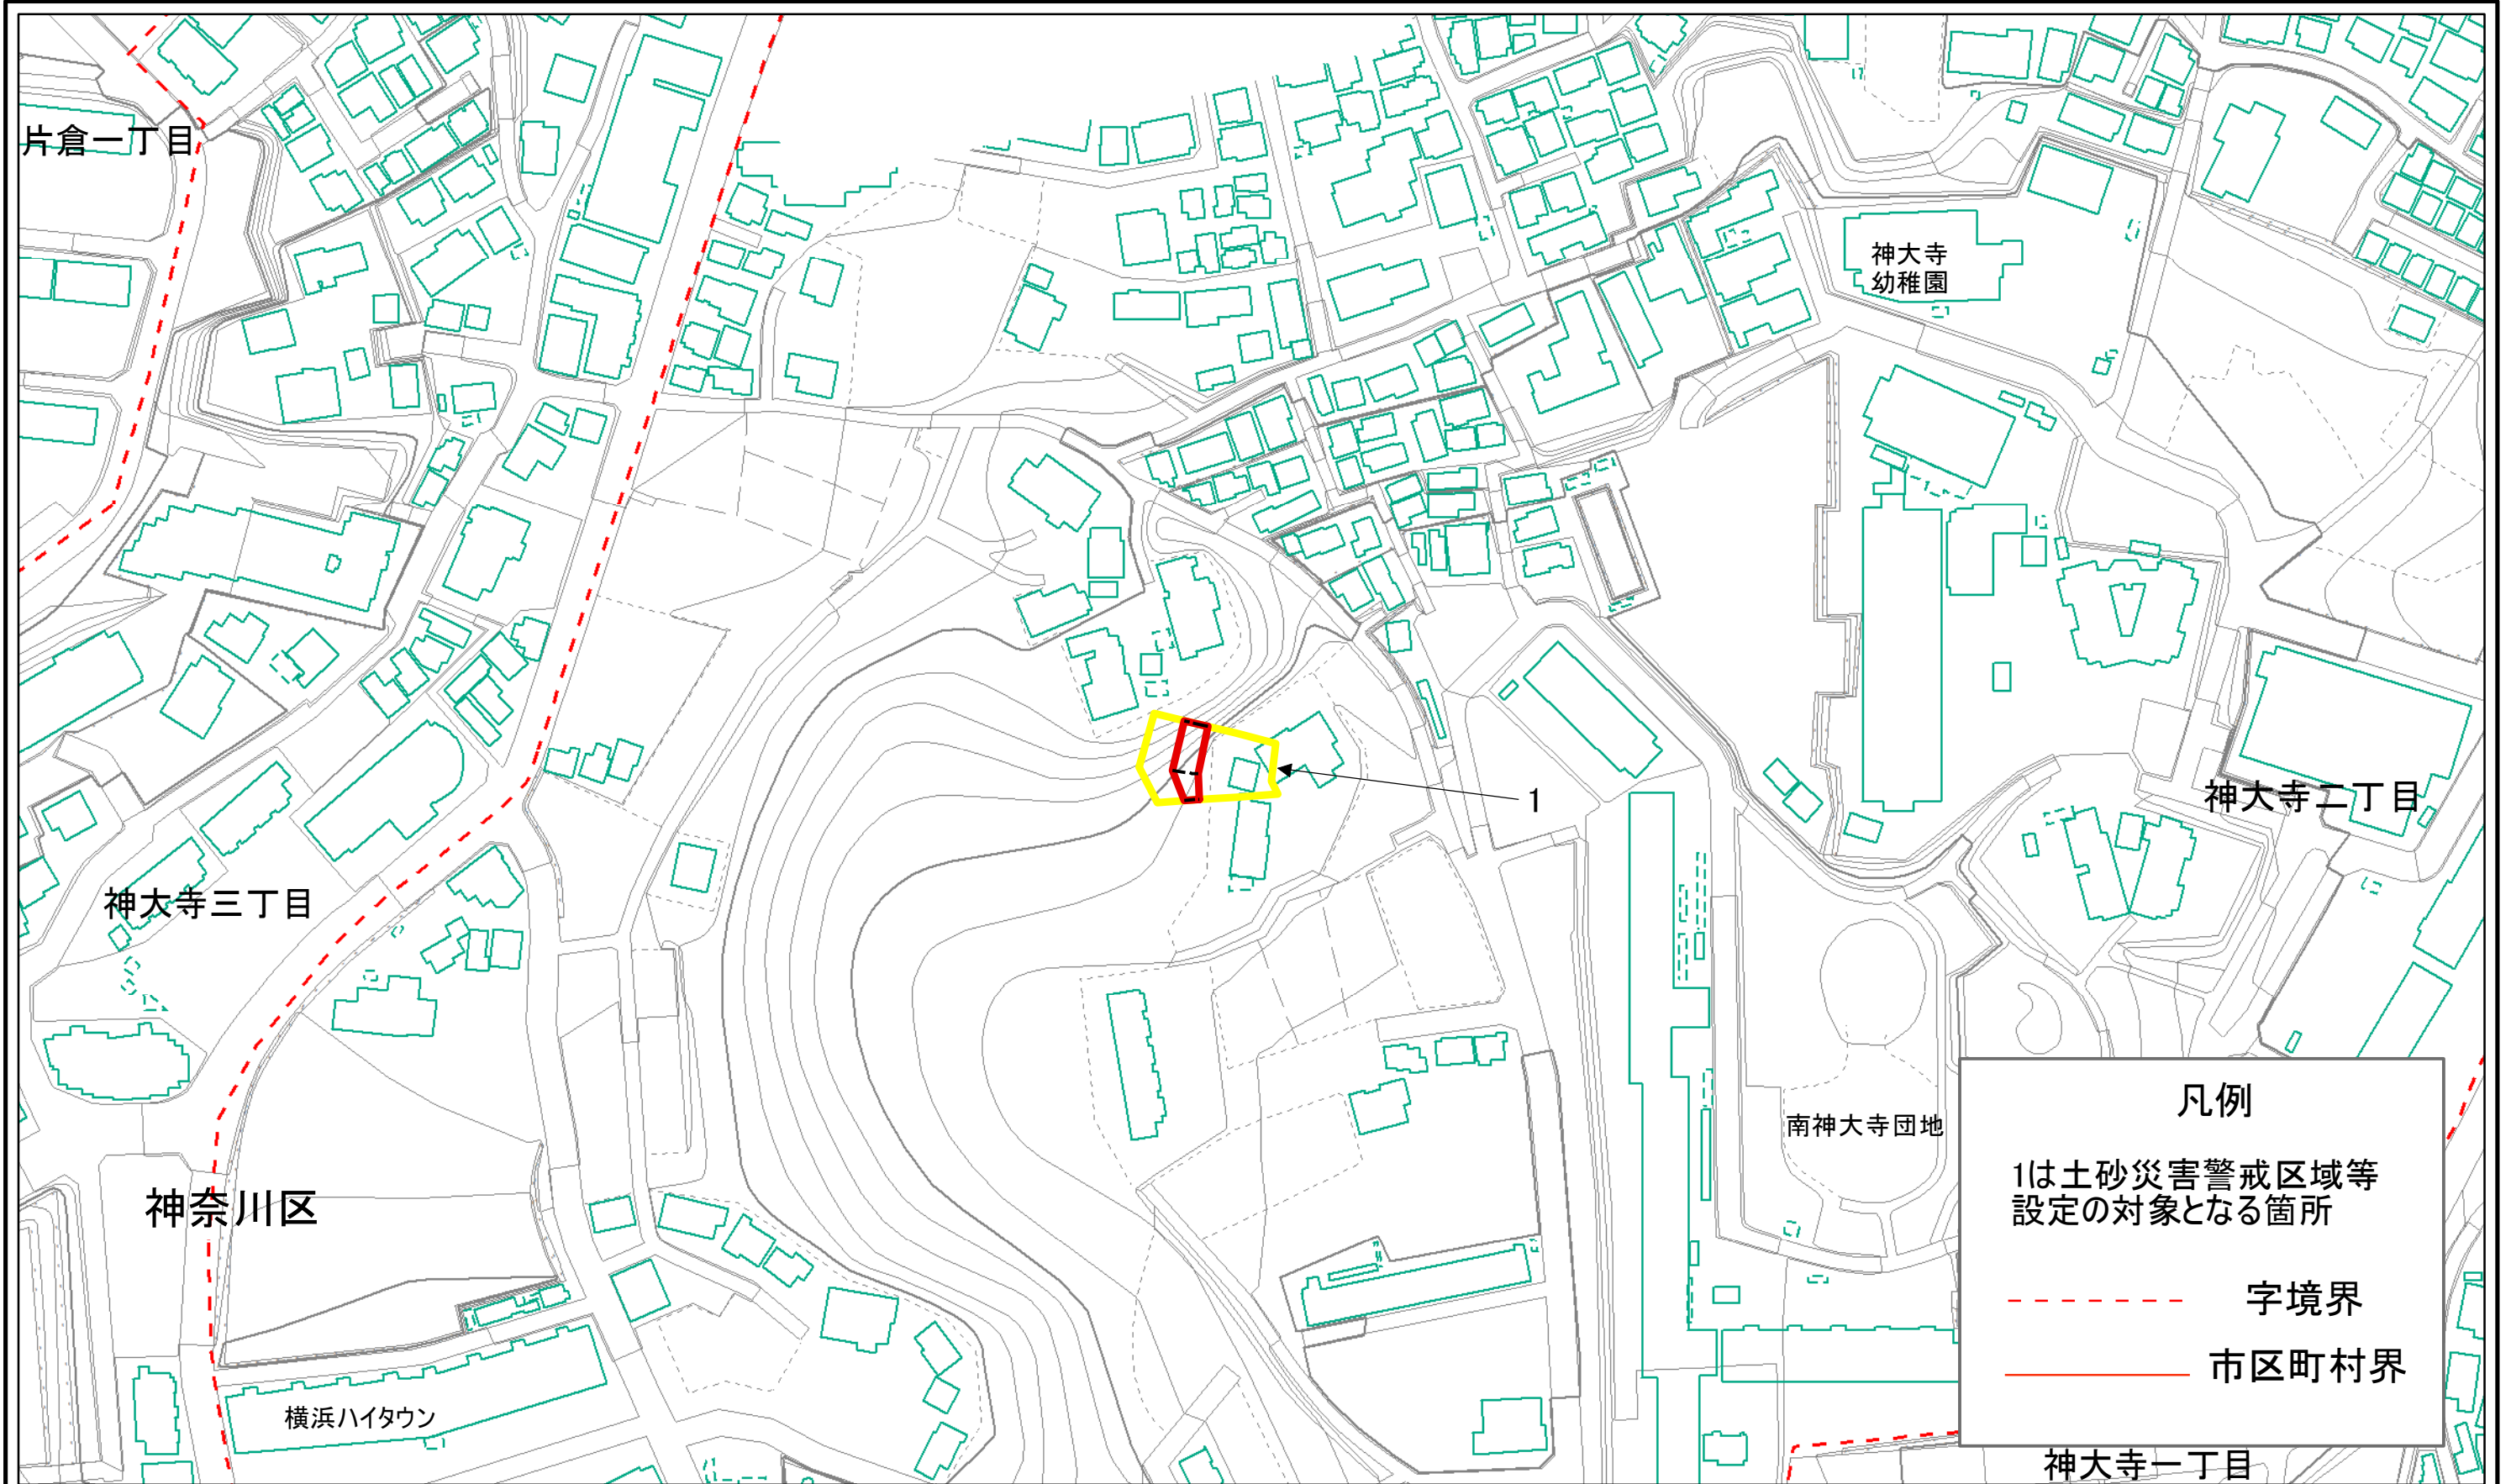 片倉一丁目
神大寺
幼稚園
1
神大寺二丁目
神大寺三丁目
南神大寺団地
神奈川区
横浜ハイタウン
凡例
1は土砂災害警戒区域等
設定の対象となる箇所
字境界
市区町村界
神大寺一丁目